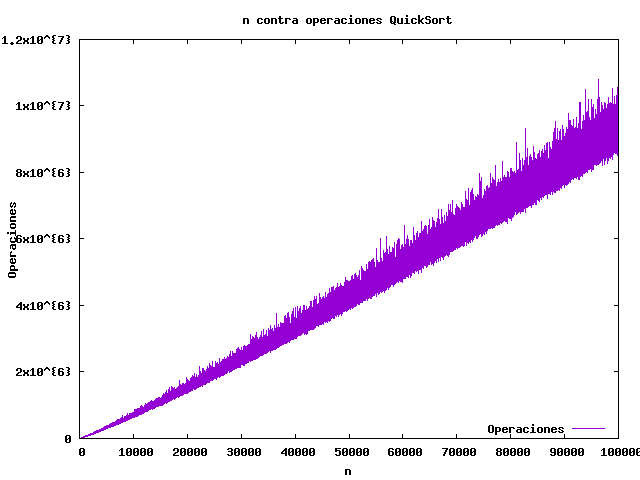 n contra operaciones QuickSort
1.2x10^{7}
1x10^{7}
8x10^{6}
6x10^{6}
4x10^{6}
2x10^{6}
0
Operaciones
Operaciones
0 10000 20000 30000 40000 50000 60000 70000 80000 90000 100000
n